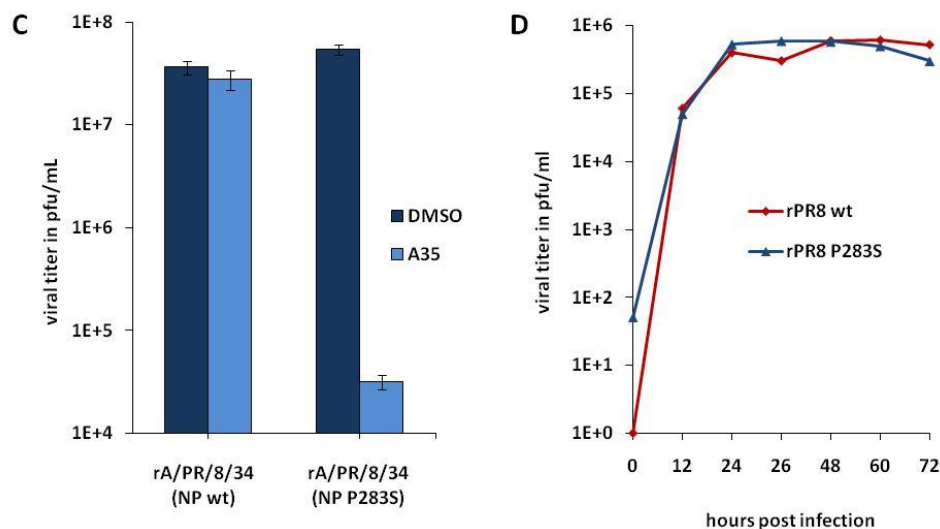 C
1E+8
1E+7
1E+6
1E+5
1E+4
viral titer in pfu/mL
DMSO
A35
rA/PR/8/34
(NP wt)
rA/PR/8/34
(NP P283S)
D
1E+6
1E+5
1E+4
1E+3
1E+2
1E+1
1E+0
viral titer in pfu/ml
rPR8 wt
rPR8 P283S
0 12 24 26 48 60 72
hours post infection